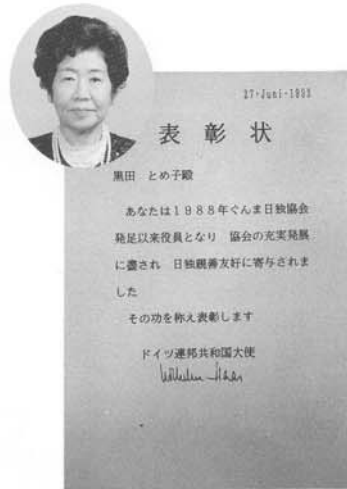 27・Juni・1993
表彰状
黒田 とめ子殿
あなたは1988年ぐんま日独協会
発足以来役員となり 協会の充実発展
に盡され 日独親善友好に寄与されま
した
その功を称え表彰します
ドイツ連邦共和国大使